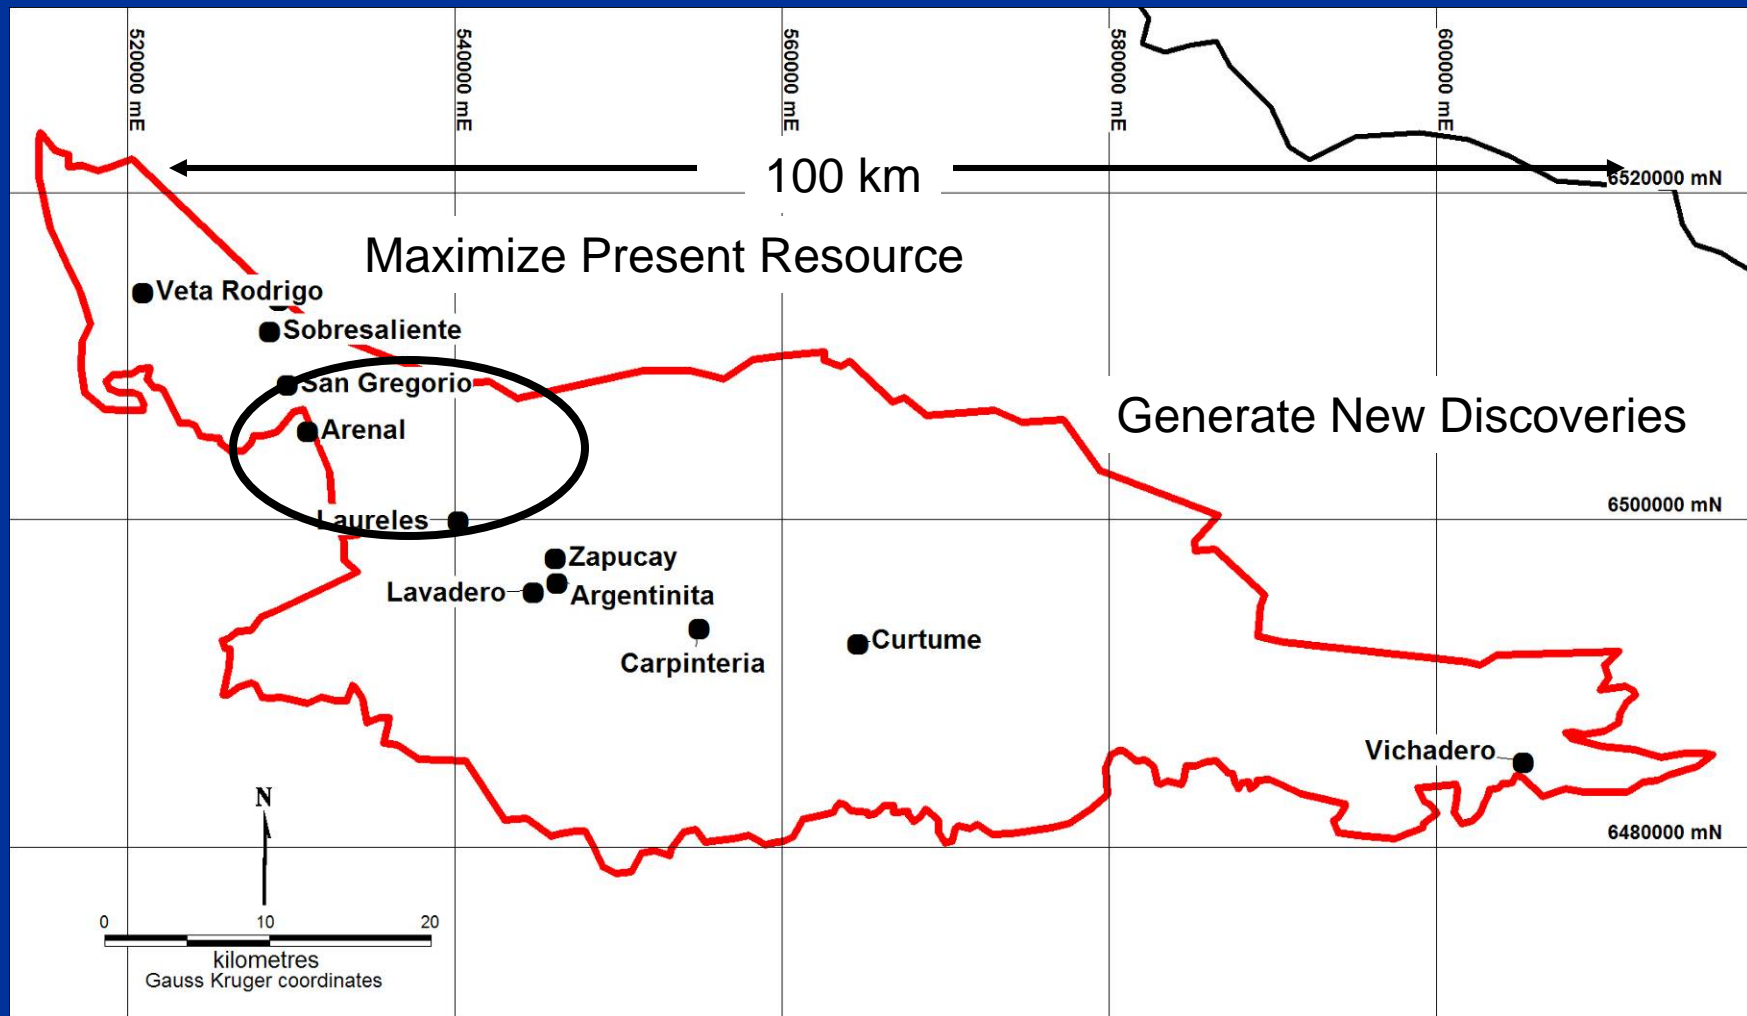 520000 mE
540000 mE
560000 mE
580000 mE
600000 mE
100 km
6520000 mN
Maximize Present Resource
Veta Rodrigo
Sobresaliente
San Gregorio
Generate New Discoveries
Arenal
6500000 mN
Laureles
Zapucay
Lavadero
Argentinita
Curtume
Carpinteria
Vichadero
N
6480000 mN
0 10 20
kilometres
Gauss Kruger coordinates